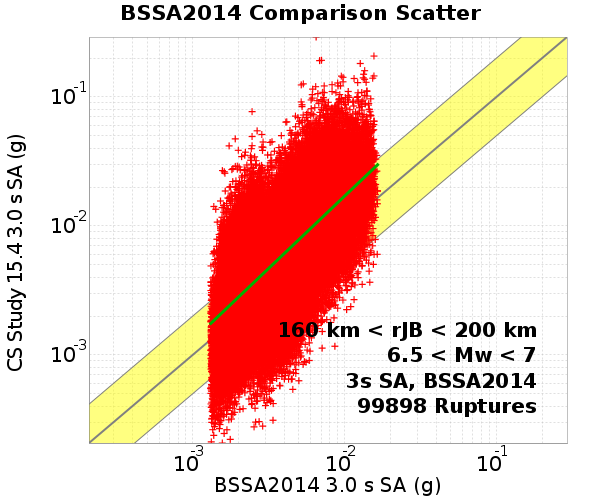 BSSA2014 Comparison Scatter
CS Study 15.4 3.0 s SA (g)
10-1
10-2
10-3
160 km < rJB < 200 km
6.5 < Mw < 7
3s SA, BSSA2014
99898 Ruptures
10-3 10-2 10-1
BSSA2014 3.0 s SA (g)